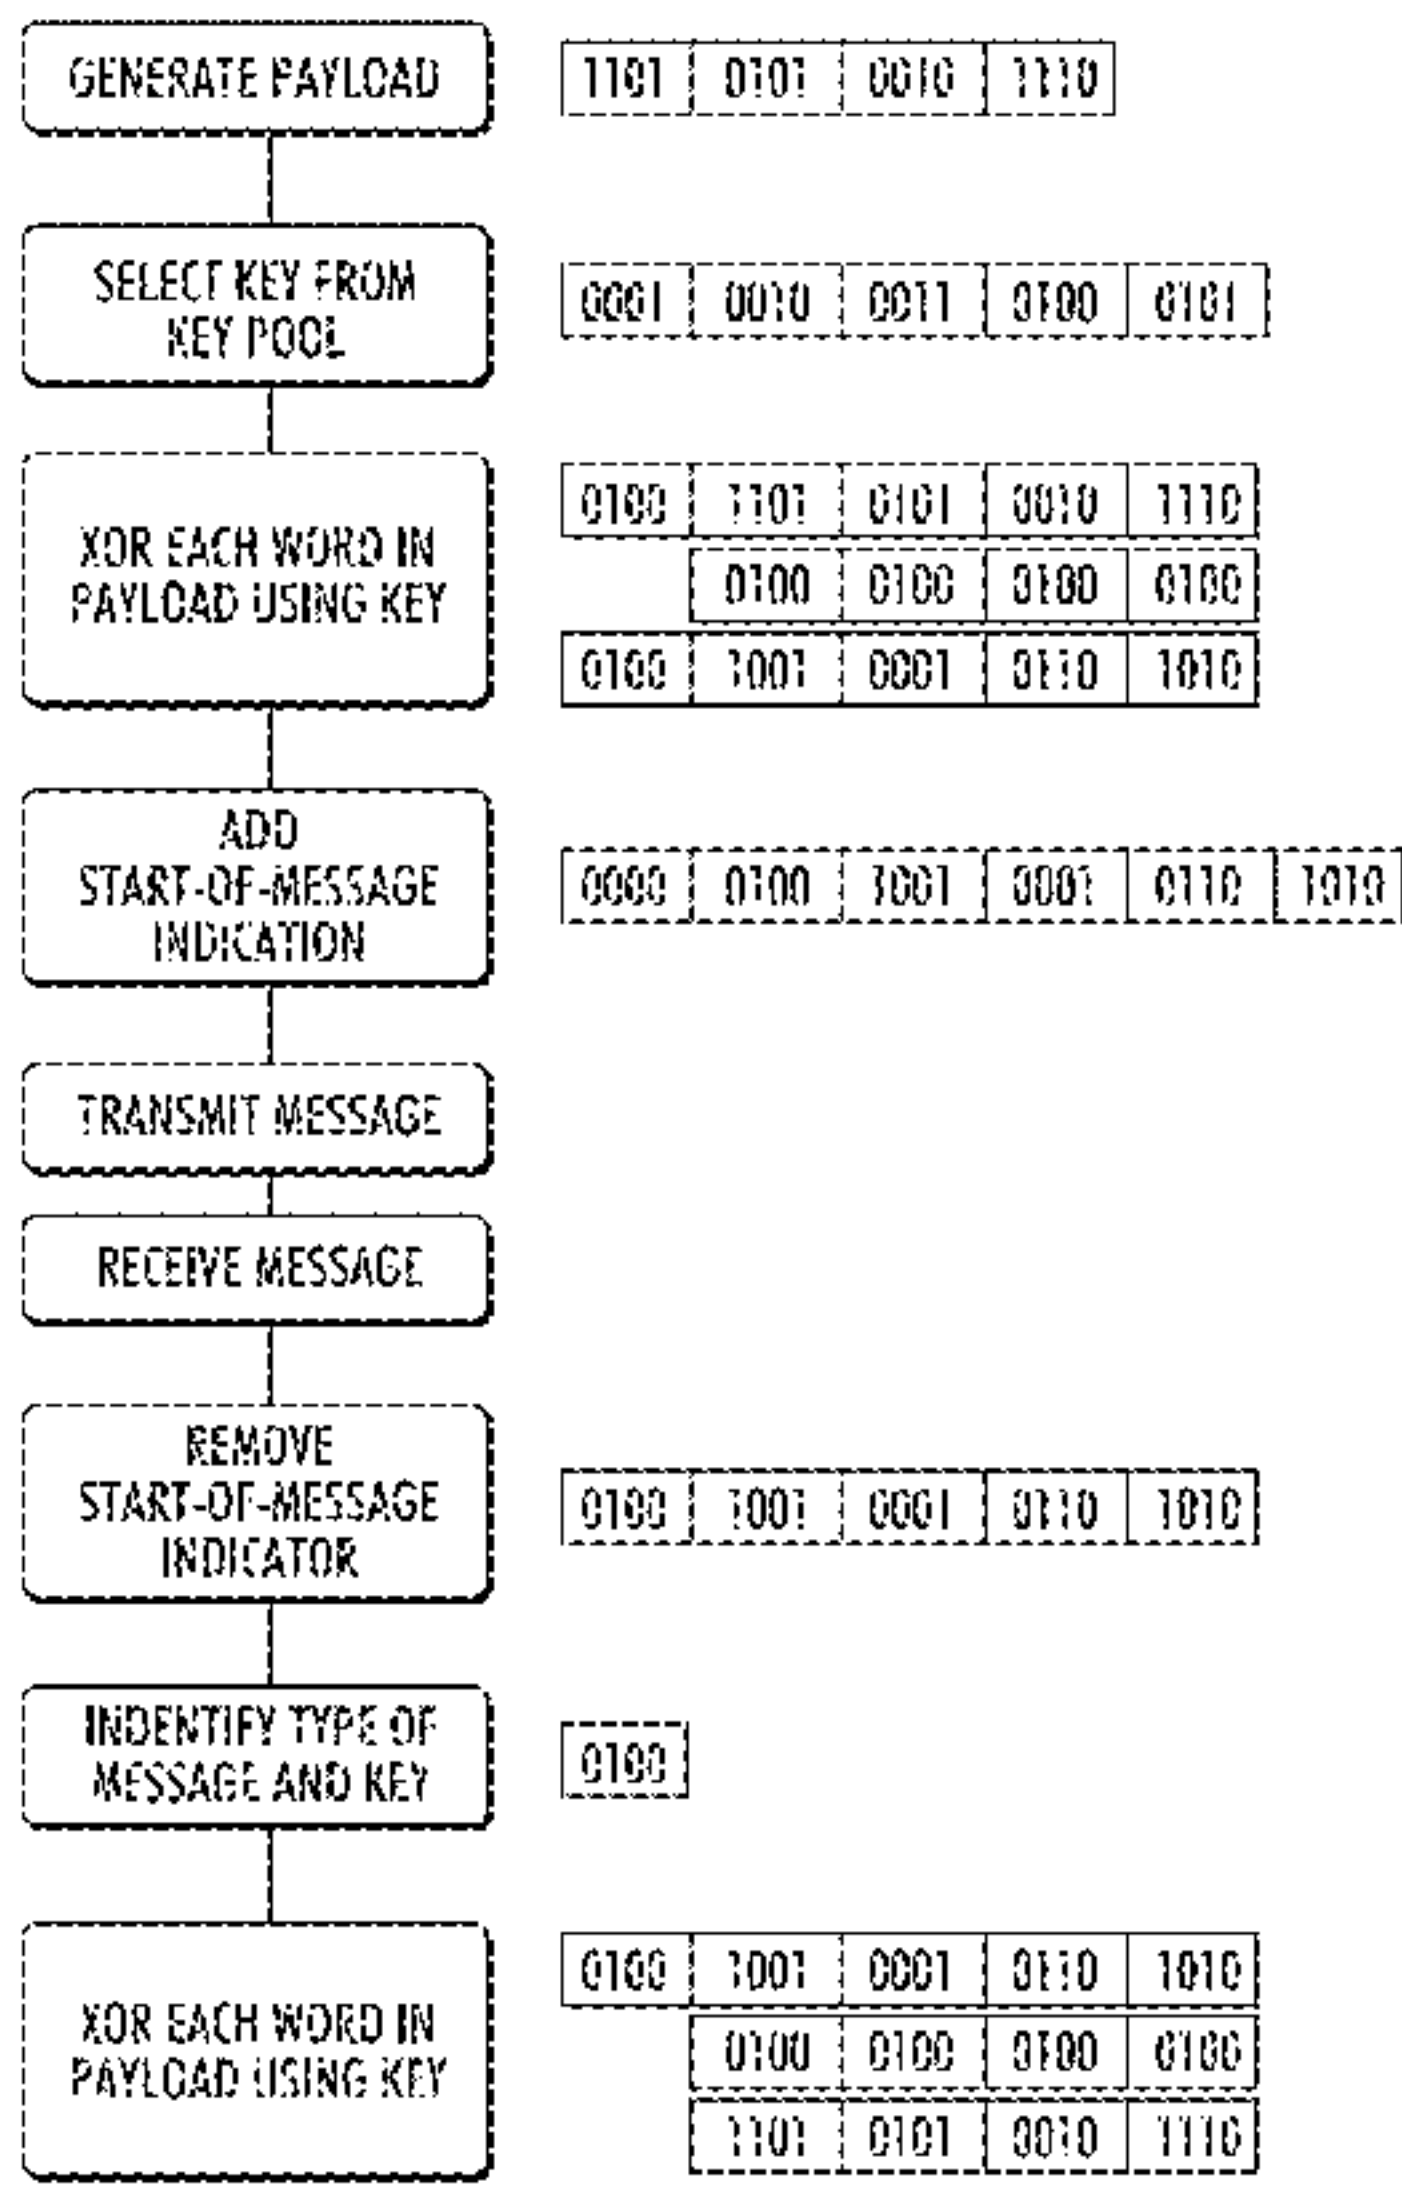 GENERATE PAYLOAD
1101 0101 0010 1110
SELECT KEY FROM
KEY POOL
0001 0010 0011 0100 0101
XOR EACH WORD IN
PAYLOAD USING KEY
0100 1101 0101 0010 1110
0100 0100 0100 0100
0100 1001 0001 0110 1010
ADD
START-OF-MESSAGE
INDICATION
0000 0100 1001 0001 0110 1010
TRANSMIT MESSAGE
RECEIVE MESSAGE
REMOVE
START-OF-MESSAGE
INDICATOR
0100 1001 0001 0110 1010
INDENTIFY TYPE OF
MESSAGE AND KEY
0100
XOR EACH WORD IN
PAYLOAD USING KEY
0100 1001 0001 0110 1010
0100 0100 0100 0100
1101 0101 0010 1110